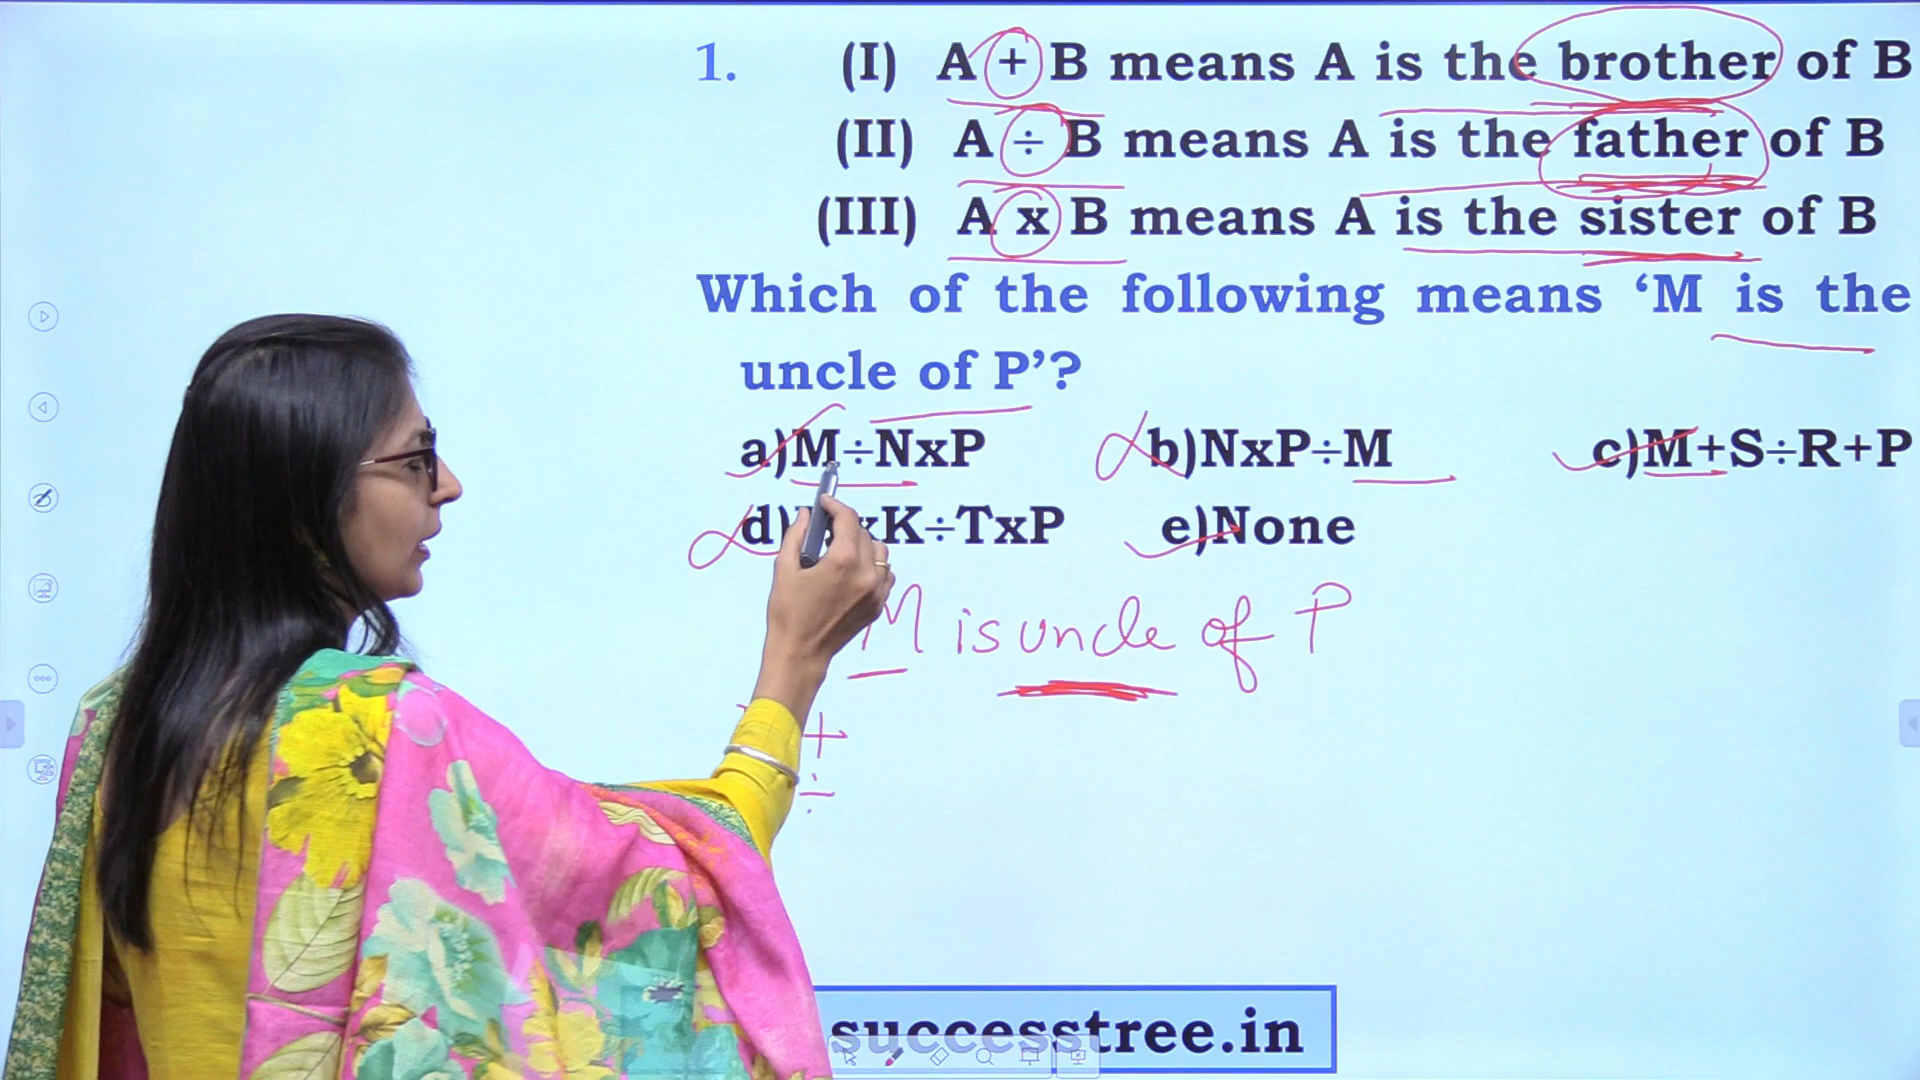 1. (I) A + B means A is the brother of B
(II) A ÷ B means A is the father of B
(III) A x B means A is the sister of B
Which of the following means ‘M is the
uncle of P’?
a)M÷NxP b)NxP÷M c)M+S÷R+P
d) xK÷TxP e)None
M is uncle of P
+
÷
successtree.in